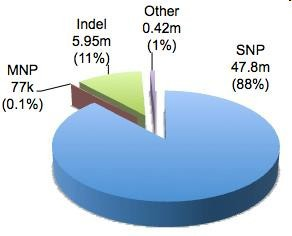 Indel
5.95m
(11%)
Other
0.42m
(1%)
SNP
47.8m
(88%)
MNP
77k
(0.1%)